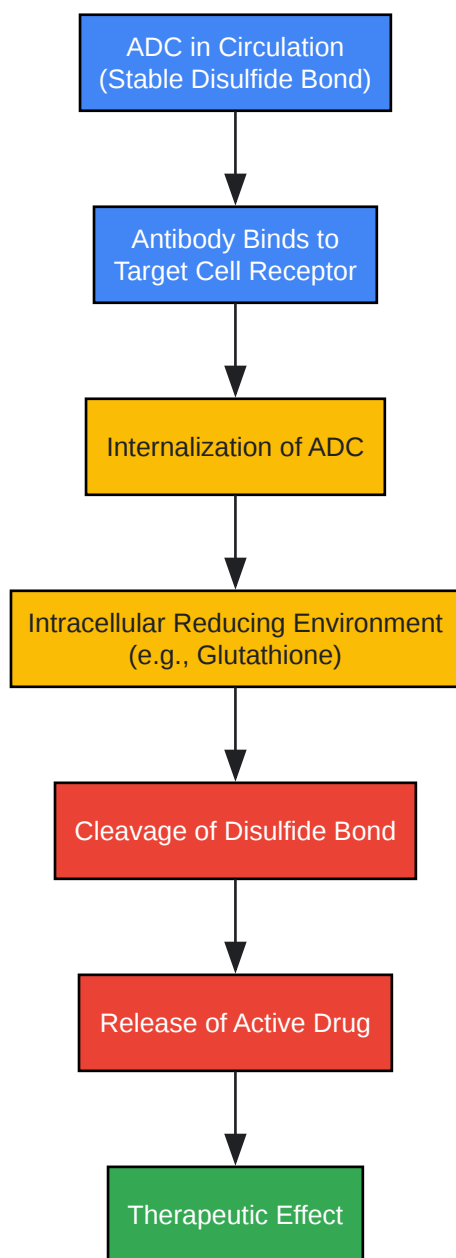 ADC in Circulation
(Stable Disulfide Bond)
Antibody Binds to
Target Cell Receptor
Internalization of ADC
Intracellular Reducing Environment
(e.g., Glutathione)
Cleavage of Disulfide Bond
Release of Active Drug
Therapeutic Effect